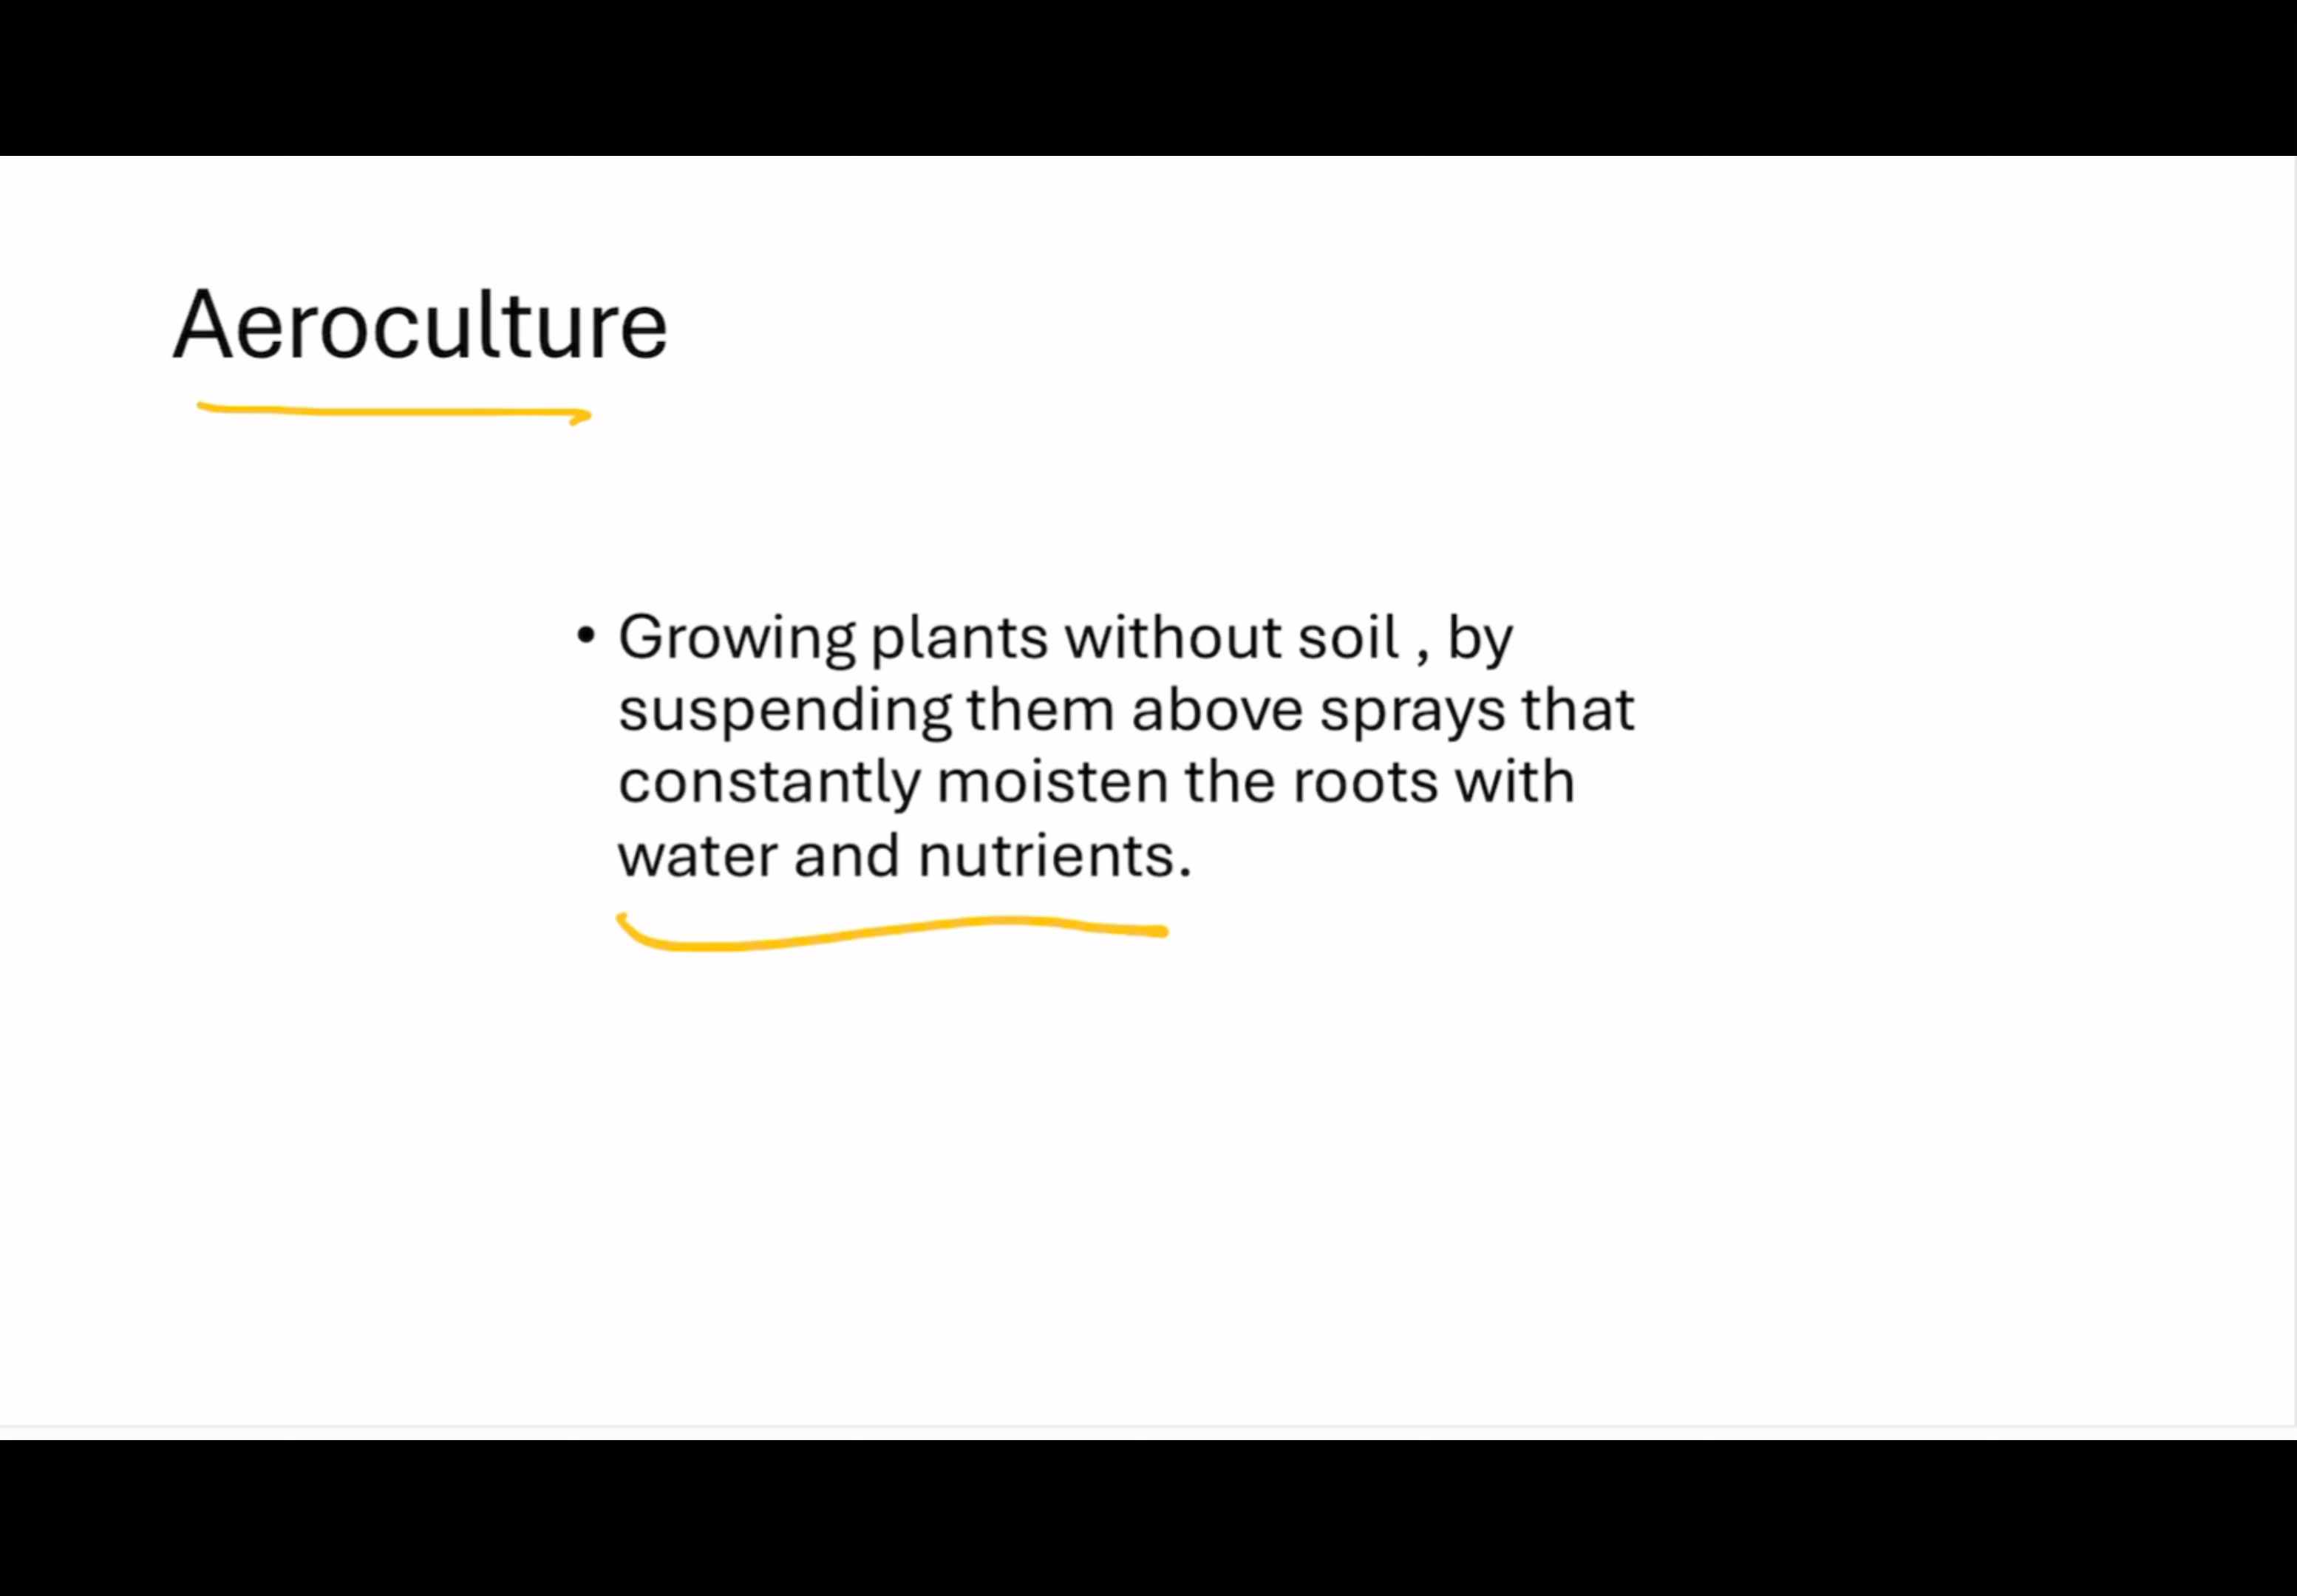 Aeroculture
• Growing plants without soil , by
suspending them above sprays that
constantly moisten the roots with
water and nutrients.